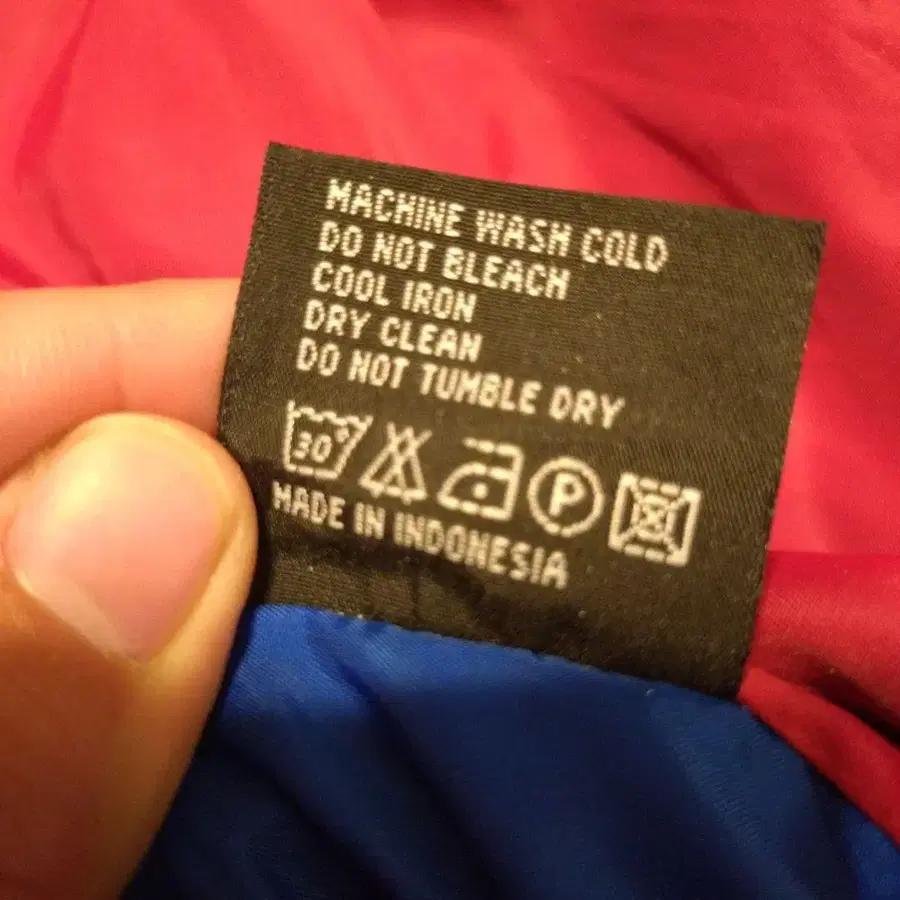 MACHINE WASH COLD
DO NOT BLEACH
COOL IRON
DRY CLEAN
DO NOT TUMBLE DRY
30° P
MADE IN INDONESIA